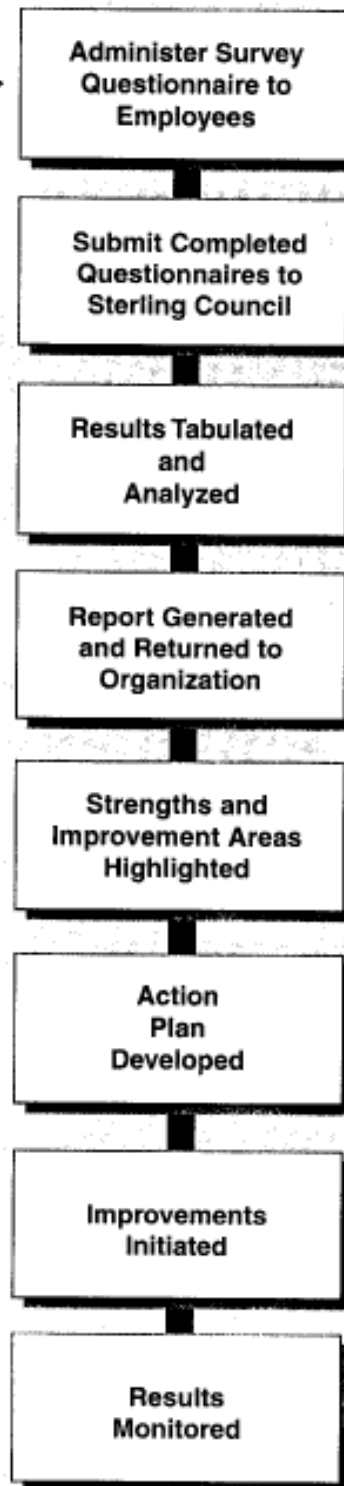 Administer Survey
Questionnaire to
Employees
Submit Completed
Questionnaires to
Sterling Council
Results Tabulated
and
Analyzed
Report Generated
and Returned to
Organization
Strengths and
Improvement Areas
Highlighted
Action
Plan
Developed
Improvements
Initiated
Results
Monitored